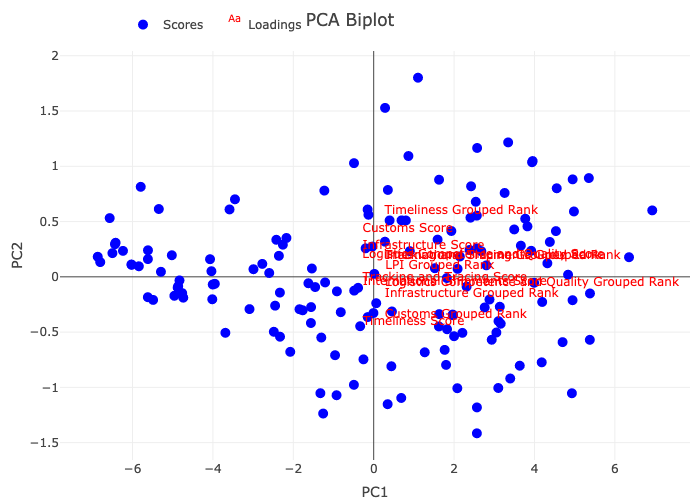 PCA Biplot
Scores
Aa Loadings
2
1.5
1
0.5
0
−0.5
−1
−1.5
PC2
Timeliness Grouped Rank
Customs Score
Infrastructure Score
LPI Grouped Rank
Tracking and Tracing Score
Quality Grouped Rank
Infrastructure Grouped Rank
Customs Grouped Rank
Timeliness Score
−6 −4 −2 0 2 4 6
PC1